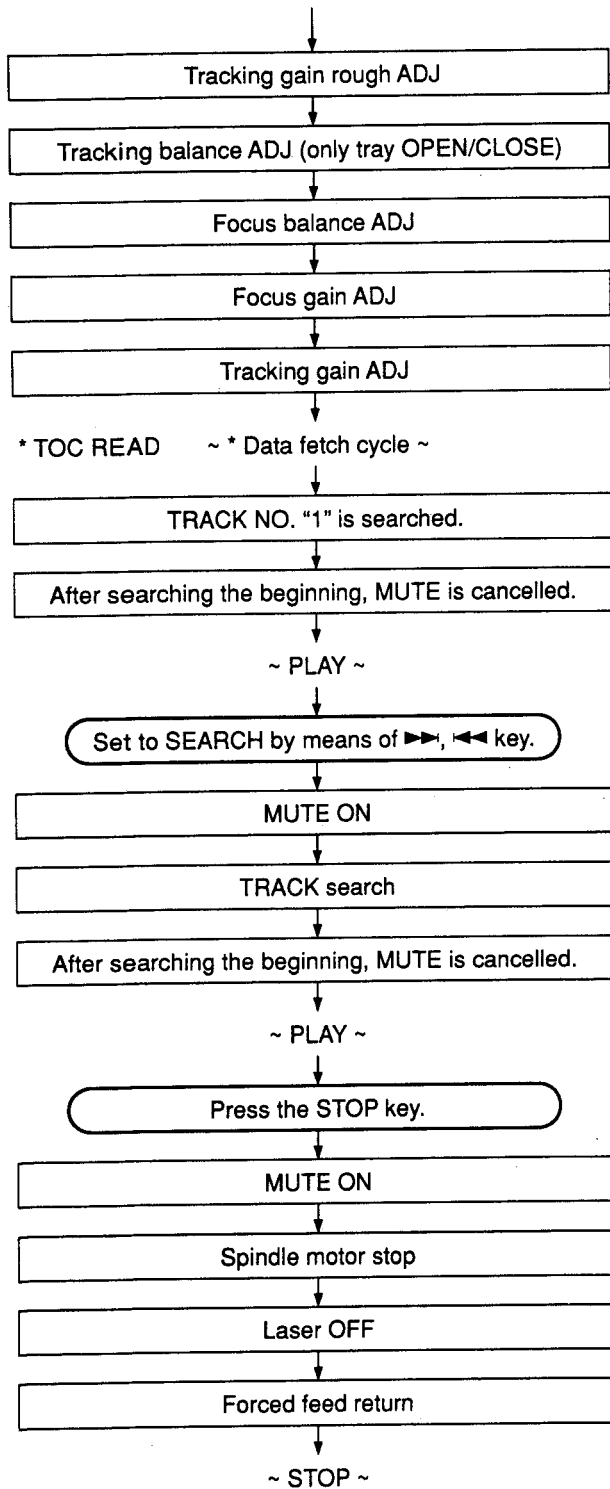 Tracking gain rough ADJ
Tracking balance ADJ (only tray OPEN/CLOSE)
Focus balance ADJ
Focus gain ADJ
Tracking gain ADJ
* TOC READ ~ * Data fetch cycle ~
TRACK NO. “1” is searched.
After searching the beginning, MUTE is cancelled.
~ PLAY ~
Set to SEARCH by means of ▶▶|, |◀◀ key.
MUTE ON
TRACK search
After searching the beginning, MUTE is cancelled.
~ PLAY ~
Press the STOP key.
MUTE ON
Spindle motor stop
Laser OFF
Forced feed return
~ STOP ~